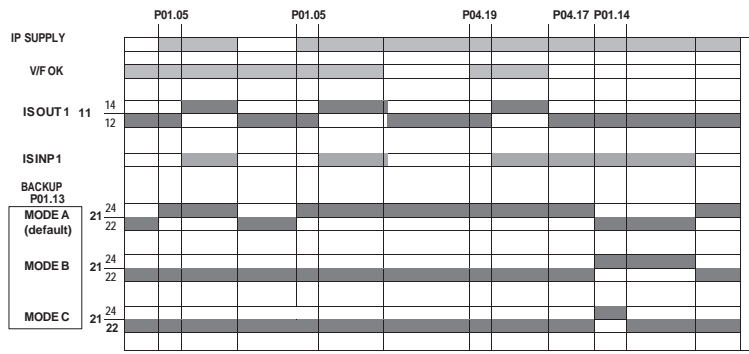 P01.05 P01.05 P04.19 P04.17 P01.14
IP SUPPLY
V/F OK
ISOUT1 11 14
12
ISINP1
BACKUP
P01.13
MODE A 21 24
(default) 22
MODE B 21 24
22
MODE C 21 24
22